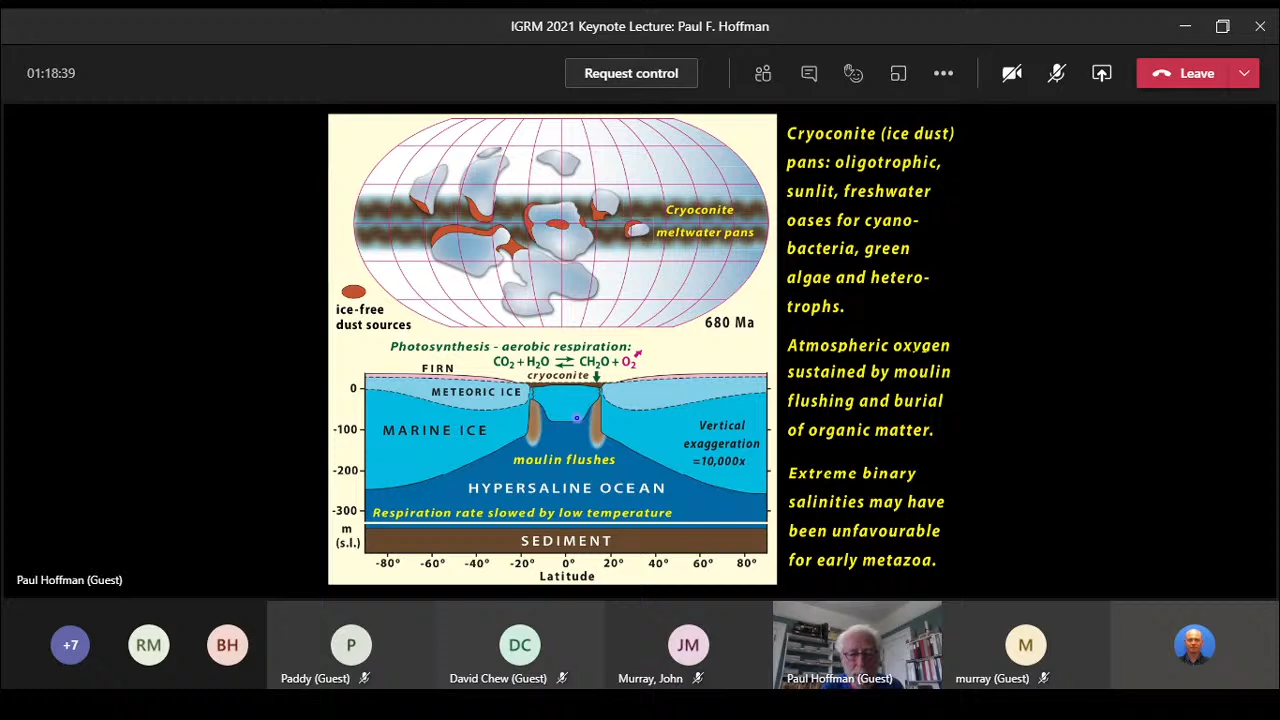 IGRM 2021 Keynote Lecture: Paul F. Hoffman
01:18:39
Request control
Leave
Cryoconite
meltwater pans
ice-free
dust sources
680 Ma
Photosynthesis - aerobic respiration:
CO₂ + H₂O ⇌ CH₂O + O₂
FIRN
cryoconite
METEORIC ICE
MARINE ICE
Vertical
exaggeration
=10,000x
moulin flushes
HYPERSALINE OCEAN
Respiration rate slowed by low temperature
SEDIMENT
0
-100
-200
-300
m
(s.l.)
-80° -60° -40° -20° 0° 20° 40° 60° 80°
Latitude
Cryoconite (ice dust)
pans: oligotrophic,
sunlit, freshwater
oases for cyano-
bacteria, green
algae and hetero-
trophs.
Atmospheric oxygen
sustained by moulin
flushing and burial
of organic matter.
Extreme binary
salinities may have
been unfavourable
for early metazoa.
Paul Hoffman (Guest)
+7
RM
BH
P
Paddy (Guest)
DC
David Chew (Guest)
JM
Murray, John
Paul Hoffman (Guest)
M
murray (Guest)